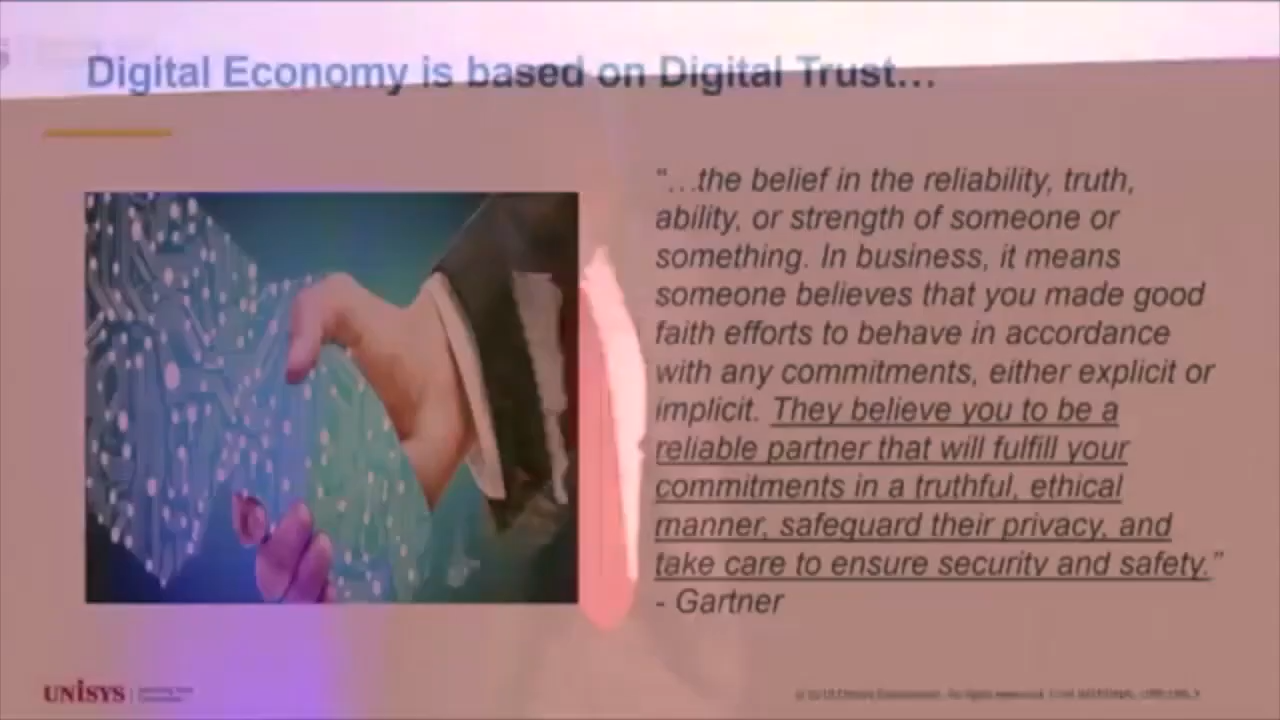 Digital Economy is based on Digital Trust…
“…the belief in the reliability, truth,
ability, or strength of someone or
something. In business, it means
someone believes that you made good
faith efforts to behave in accordance
with any commitments, either explicit or
implicit. They believe you to be a
reliable partner that will fulfill your
commitments in a truthful, ethical
manner, safeguard their privacy, and
take care to ensure security and safety.”
- Gartner
UNISYS